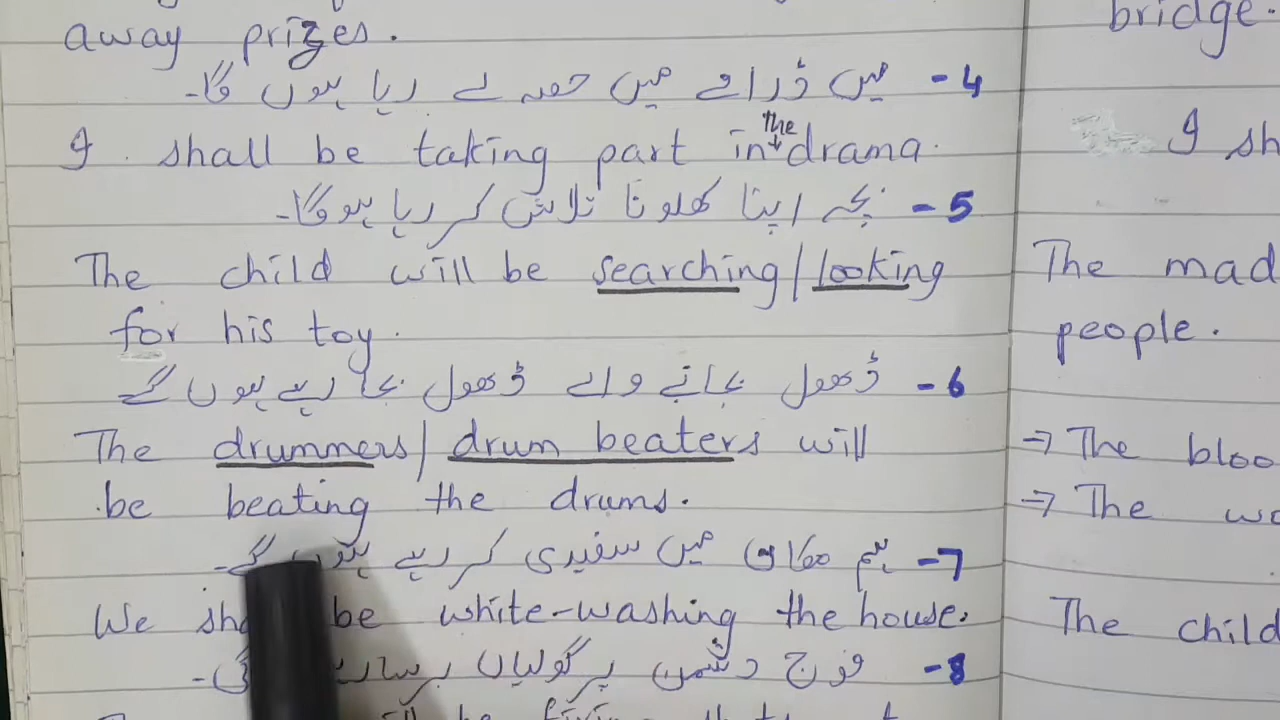 away prizes.
4- میں ڈرامے میں حصہ لے رہا ہوں گا۔
I shall be taking part in the drama.
5- بچہ اپنا کھلونا تلاش کر رہا ہوگا۔
The child will be searching/looking
for his toy.
6- ڈھول بجانے والے ڈھول بجا رہے ہوں گے
The drummers/drum beaters will
be beating the drums.
7- ہم مکان میں سفیدی کر رہے ہوں گے۔
We sha be white-washing the house.
8- فوج دشمن پر گولیاں برسا
be
bridge.
I sh
The mad
people.
⇒ The bloo
⇒ The wo
The child